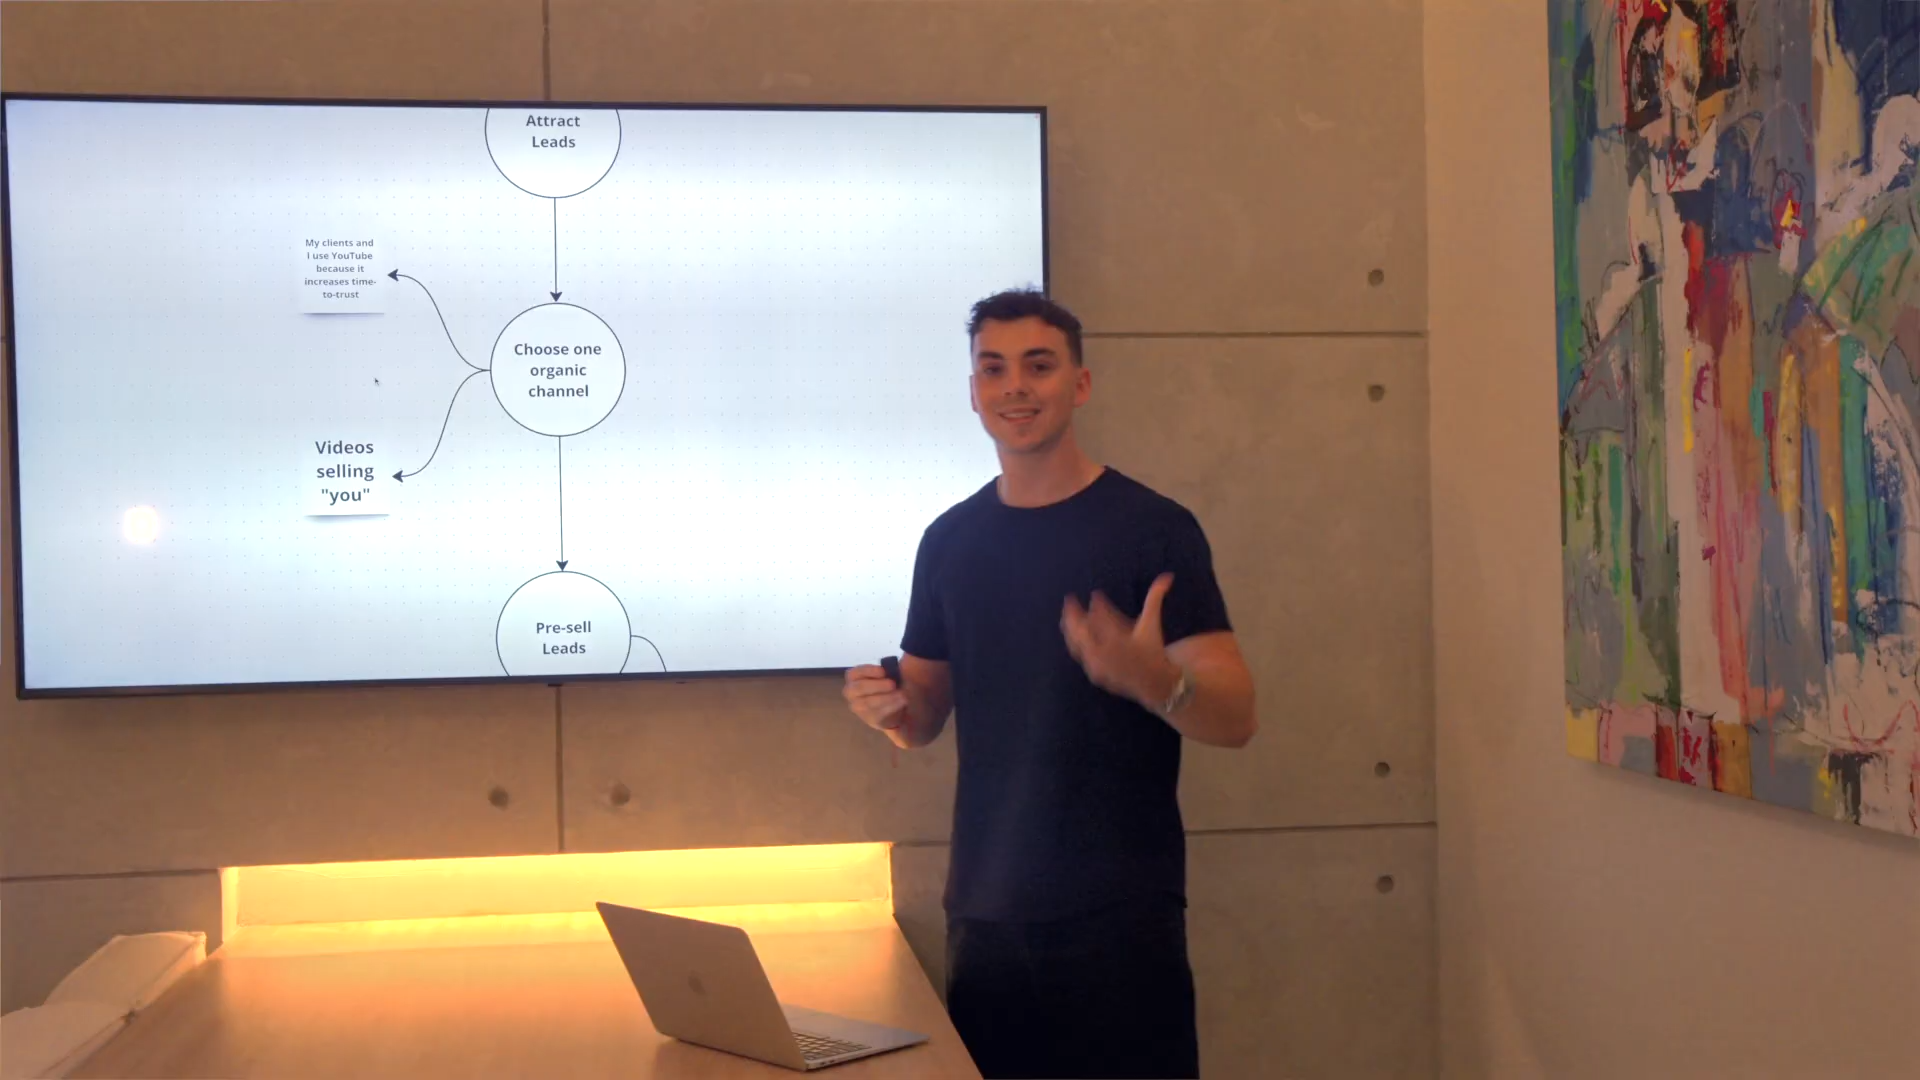 Attract
Leads
My clients and
I use YouTube
because it
increases time-
to-trust
Choose one
organic
channel
Videos
selling
"you"
Pre-sell
Leads